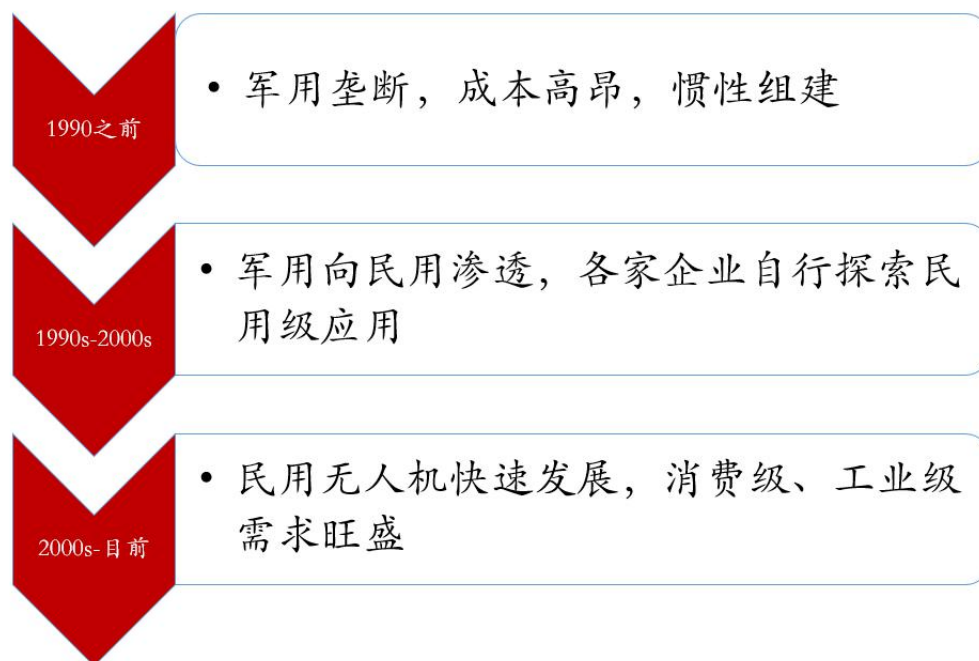 1990之前
• 军用垄断，成本高昂，惯性组建
1990s-2000s
• 军用向民用渗透，各家企业自行探索民
用级应用
2000s-目前
• 民用无人机快速发展，消费级、工业级
需求旺盛